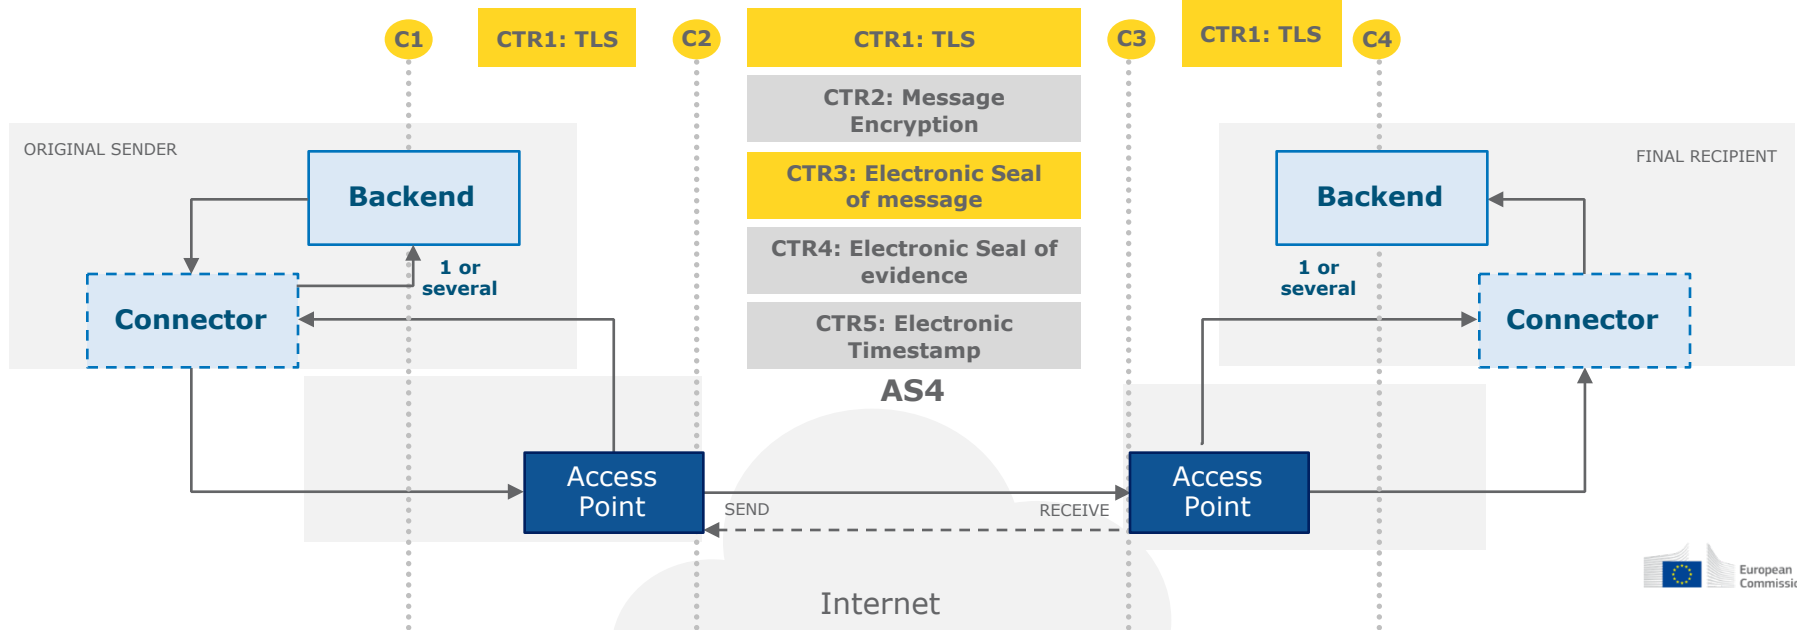 C1
CTR1: TLS
C2
CTR1: TLS
C3
CTR1: TLS
C4
CTR2: Message
Encryption
ORIGINAL SENDER
Backend
CTR3: Electronic Seal
of message
Backend
FINAL RECIPIENT
1 or
several
CTR4: Electronic Seal of
evidence
1 or
several
Connector
CTR5: Electronic
Timestamp
Connector
AS4
Access
Point
SEND
RECEIVE
Access
Point
Internet
European